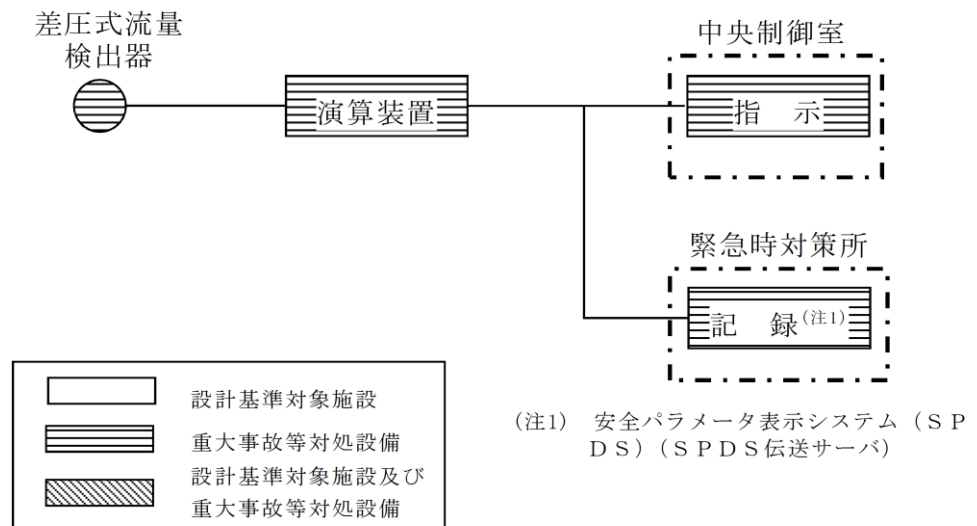 差圧式流量
検出器
演算装置
中央制御室
指 示
緊急時対策所
記 録(注1)
設計基準対象施設
重大事故等対処設備
設計基準対象施設及び
重大事故等対処設備
(注1) 安全パラメータ表示システム(SP
DS)(SPDS伝送サーバ)